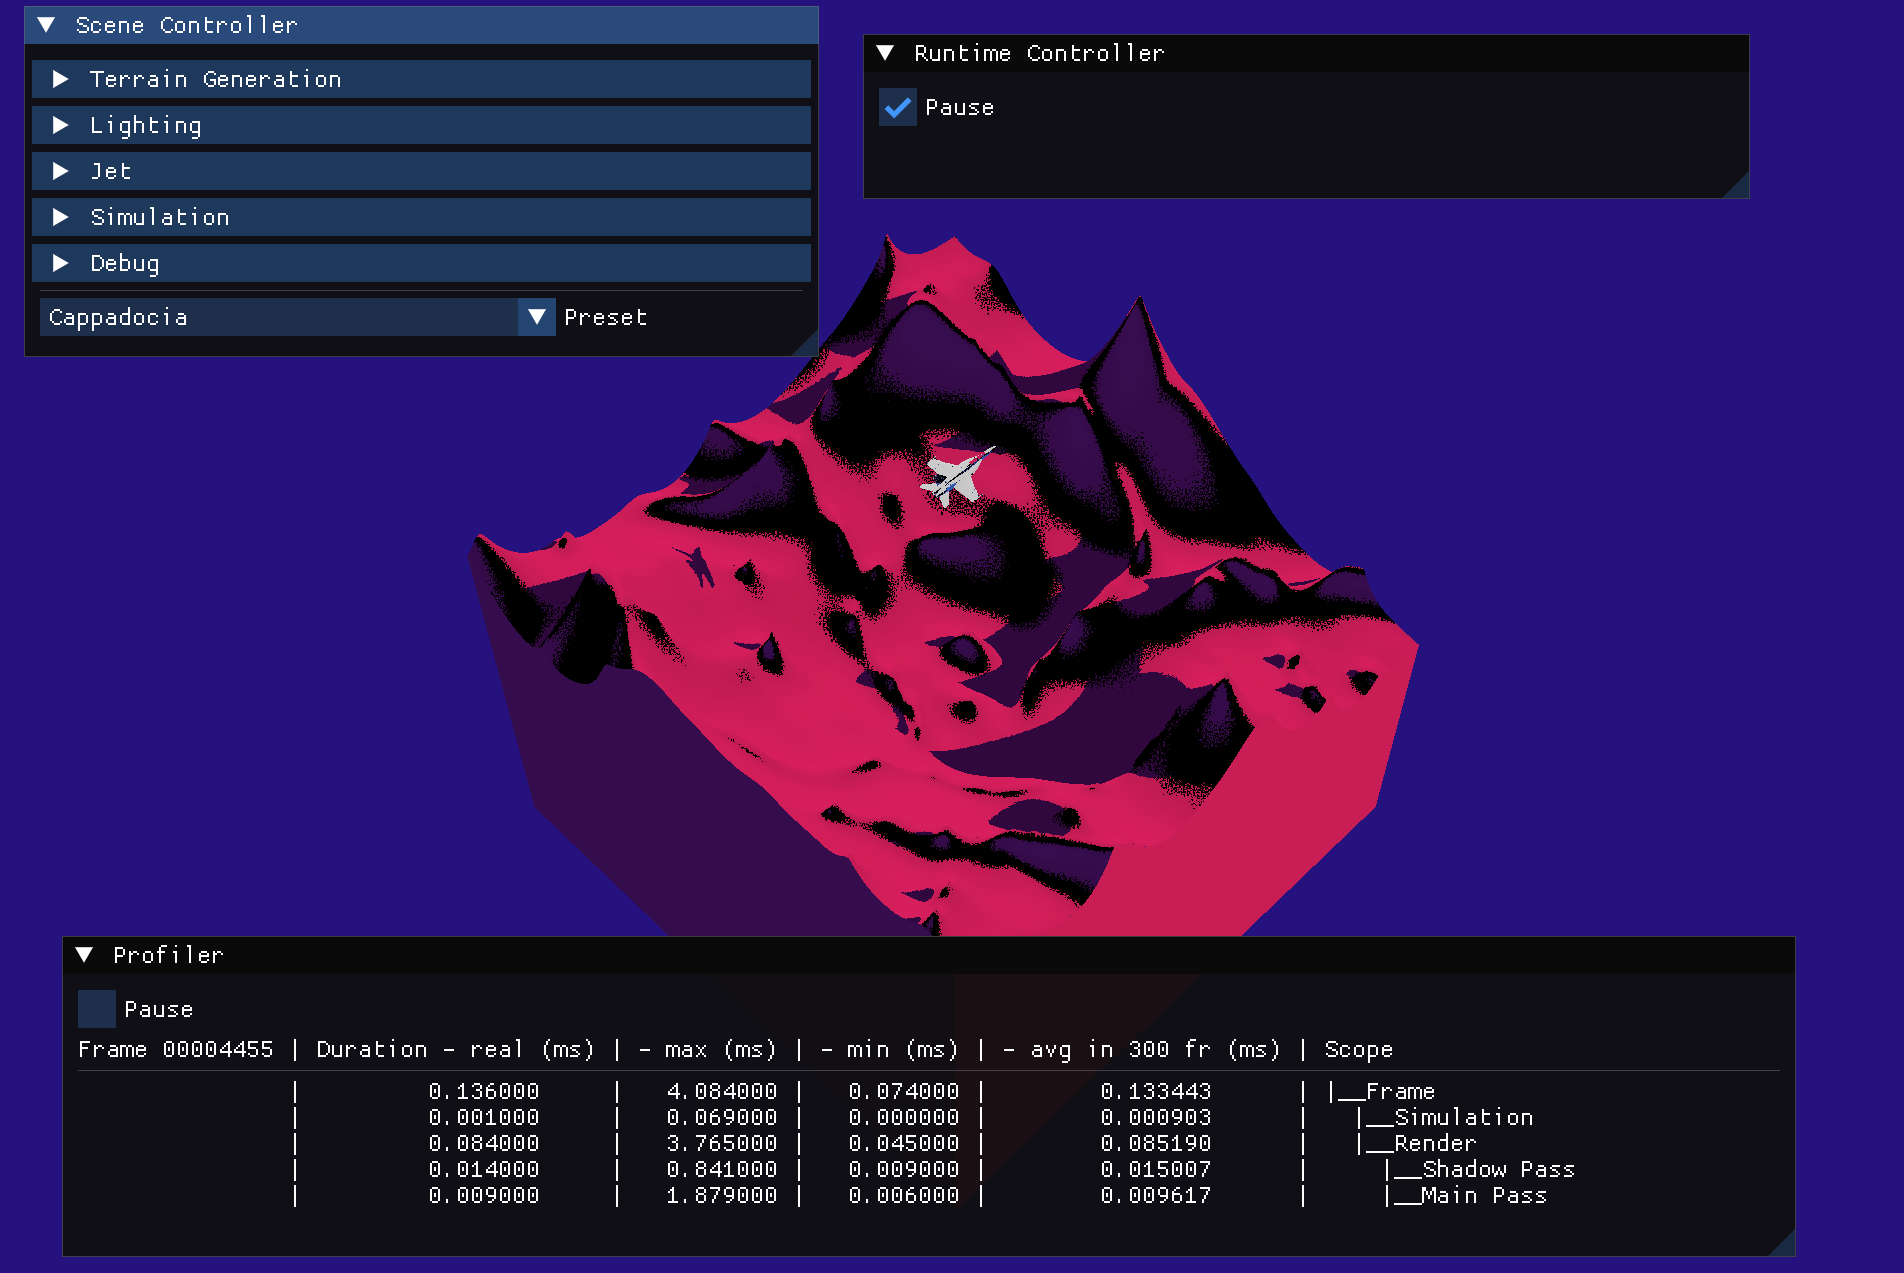 Scene Controller
Terrain Generation
Lighting
Jet
Simulation
Debug
Cappadocia Preset
Runtime Controller
Pause
Profiler
Pause
Frame 00004455 | Duration - real (ms) | - max (ms) | - min (ms) | - avg in 300 fr (ms) | Scope
| 0.136000 | 4.084000 | 0.074000 | 0.133443 | |__Frame
| 0.001000 | 0.069000 | 0.000000 | 0.000903 | |__Simulation
| 0.084000 | 3.765000 | 0.045000 | 0.085190 | |__Render
| 0.014000 | 0.841000 | 0.009000 | 0.015007 | |__Shadow Pass
| 0.009000 | 1.879000 | 0.006000 | 0.009617 | |__Main Pass